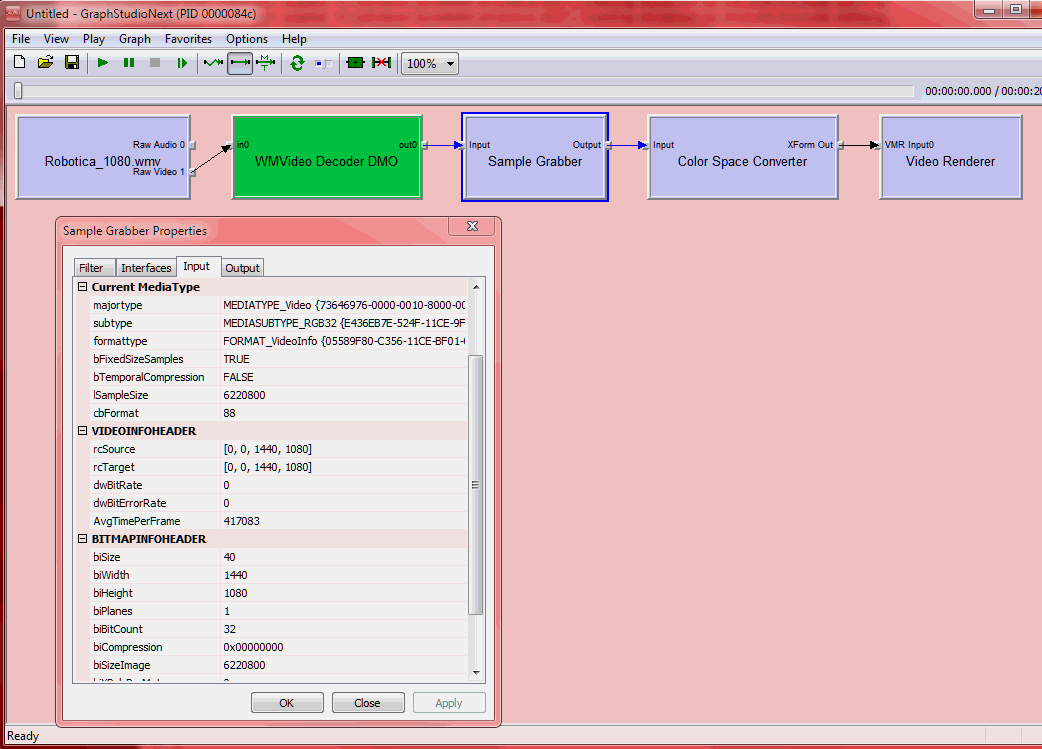 Untitled - GraphStudioNext (PID 0000084c)
File View Play Graph Favorites Options Help
100%
00:00:00.000 / 00:00:20
Raw Audio 0
Robotica_1080.wmv
Raw Video 1
in0 out0
WMVideo Decoder DMO
Input Output
Sample Grabber
Input XForm Out
Color Space Converter
VMR Input0
Video Renderer
Sample Grabber Properties
Filter Interfaces Input Output
Current MediaType
majortype MEDIATYPE_Video {73646976-0000-0010-8000-00
subtype MEDIASUBTYPE_RGB32 {E436EB7E-524F-11CE-9F
formattype FORMAT_VideoInfo {05589F80-C356-11CE-BF01-
bFixedSizeSamples TRUE
bTemporalCompression FALSE
lSampleSize 6220800
cbFormat 88
VIDEOINFOHEADER
rcSource [0, 0, 1440, 1080]
rcTarget [0, 0, 1440, 1080]
dwBitRate 0
dwBitErrorRate 0
AvgTimePerFrame 417083
BITMAPINFOHEADER
biSize 40
biWidth 1440
biHeight 1080
biPlanes 1
biBitCount 32
biCompression 0x00000000
biSizeImage 6220800
OK Close Apply
Ready